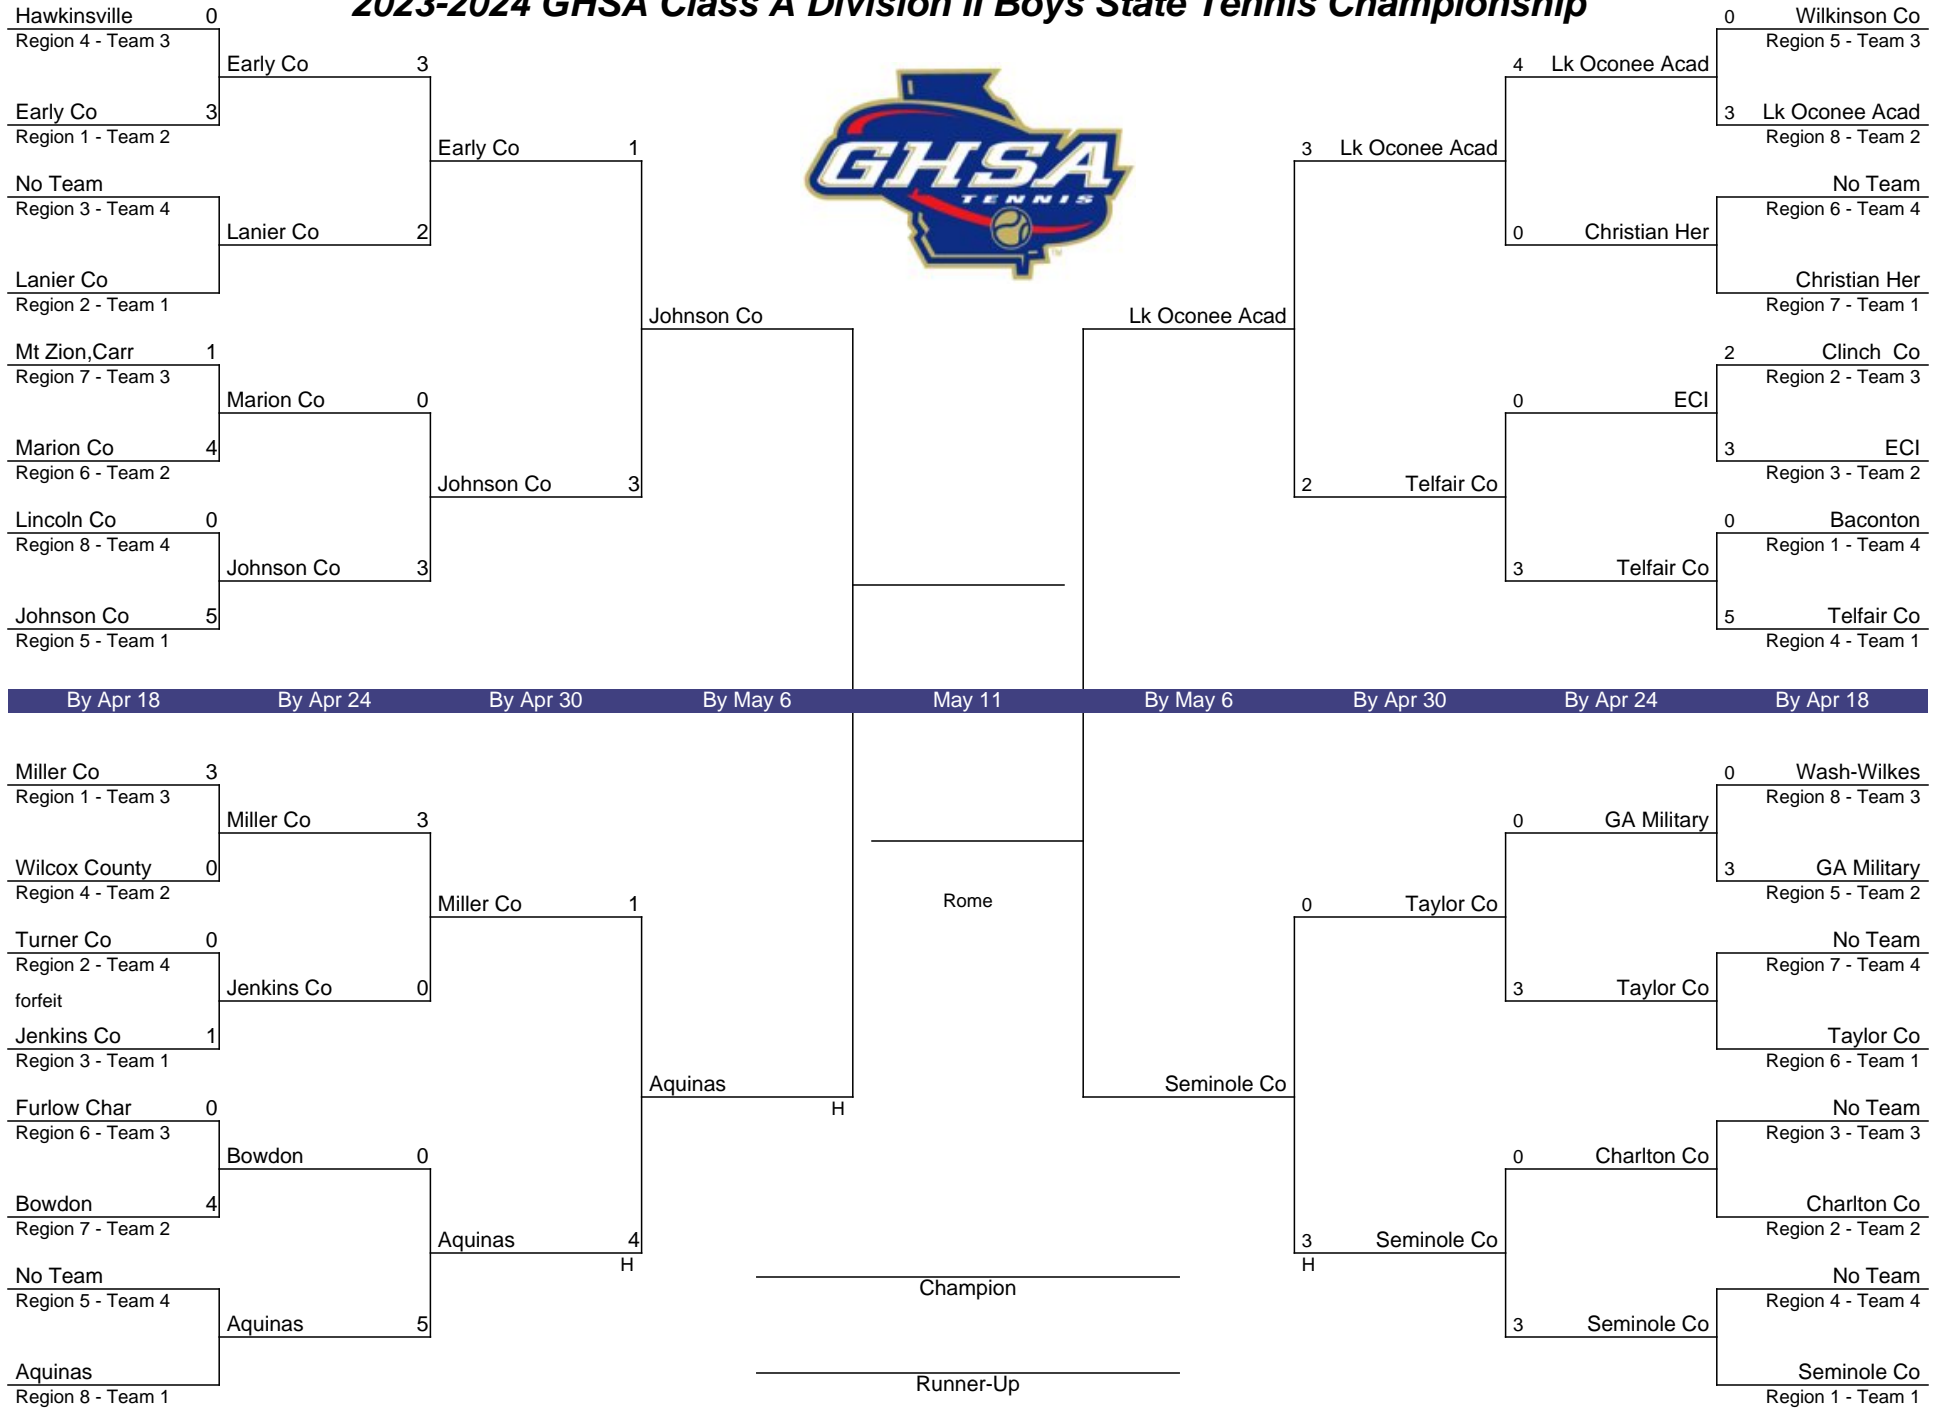 2023-2024 GHSA Class A Division II Boys State Tennis Championship
Hawkinsville 0
Region 4 - Team 3
Early Co 3
Early Co 3
Region 1 - Team 2
Early Co 1
No Team
Region 3 - Team 4
Lanier Co 2
Lanier Co
Region 2 - Team 1
Johnson Co
Mt Zion,Carr 1
Region 7 - Team 3
Marion Co 0
Marion Co 4
Region 6 - Team 2
Johnson Co 3
Lincoln Co 0
Region 8 - Team 4
Johnson Co 3
Johnson Co 5
Region 5 - Team 1
GHSA
TENNIS
TM
0 Wilkinson Co
Region 5 - Team 3
4 Lk Oconee Acad
3 Lk Oconee Acad
Region 8 - Team 2
3 Lk Oconee Acad
No Team
Region 6 - Team 4
0 Christian Her
Christian Her
Region 7 - Team 1
Lk Oconee Acad
2 Clinch  Co
Region 2 - Team 3
0 ECI
3 ECI
Region 3 - Team 2
2 Telfair Co
0 Baconton
Region 1 - Team 4
3 Telfair Co
5 Telfair Co
Region 4 - Team 1
By Apr 18 By Apr 24 By Apr 30 By May 6 May 11 By May 6 By Apr 30 By Apr 24 By Apr 18
Miller Co 3
Region 1 - Team 3
Miller Co 3
Wilcox County 0
Region 4 - Team 2
Miller Co 1
Turner Co 0
Region 2 - Team 4
Jenkins Co 0
forfeit
Jenkins Co 1
Region 3 - Team 1
Aquinas
H
Furlow Char 0
Region 6 - Team 3
Bowdon 0
Bowdon 4
Region 7 - Team 2
Aquinas 4
H
No Team
Region 5 - Team 4
Aquinas 5
Aquinas
Region 8 - Team 1
Rome
Champion
Runner-Up
0 Wash-Wilkes
Region 8 - Team 3
0 GA Military
3 GA Military
Region 5 - Team 2
0 Taylor Co
No Team
Region 7 - Team 4
3 Taylor Co
Taylor Co
Region 6 - Team 1
Seminole Co
No Team
Region 3 - Team 3
0 Charlton Co
Charlton Co
Region 2 - Team 2
3 Seminole Co
H
No Team
Region 4 - Team 4
3 Seminole Co
Seminole Co
Region 1 - Team 1